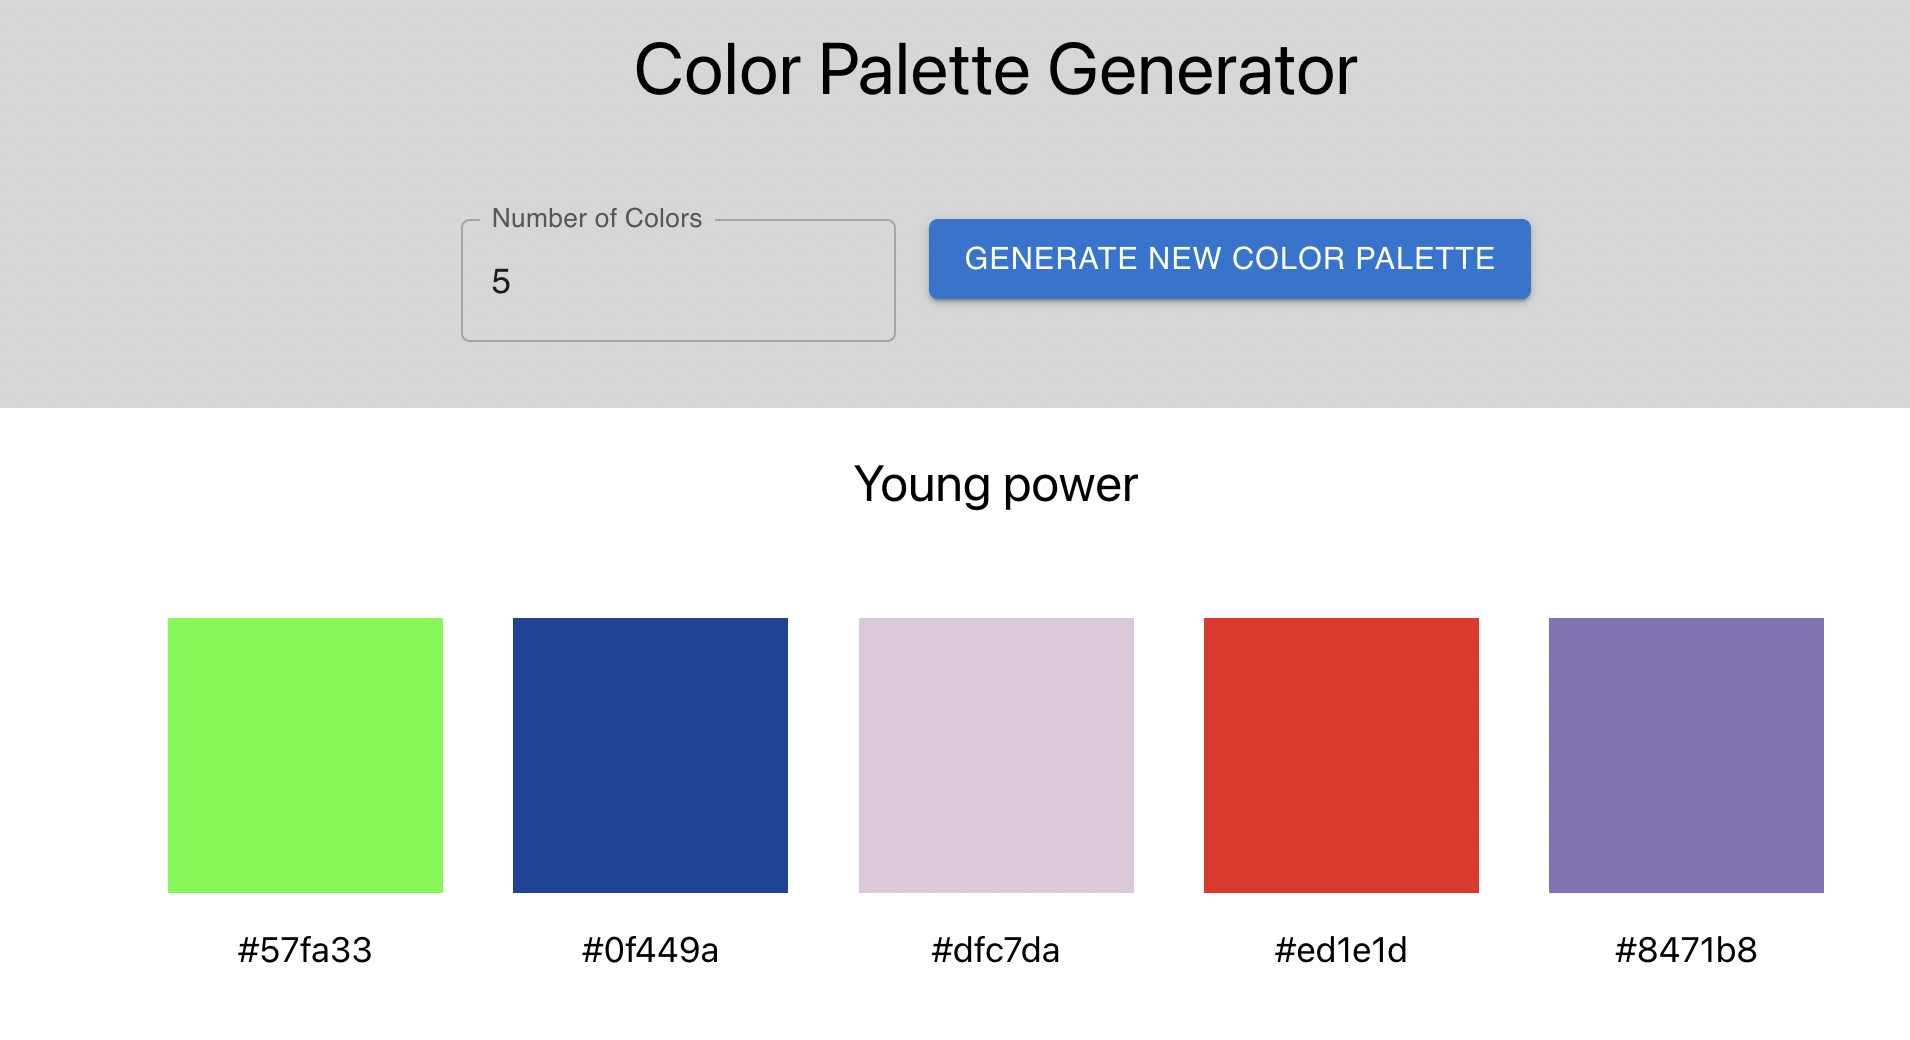 Color Palette Generator
Number of Colors
5
GENERATE NEW COLOR PALETTE
Young power
#57fa33 #0f449a #dfc7da #ed1e1d #8471b8